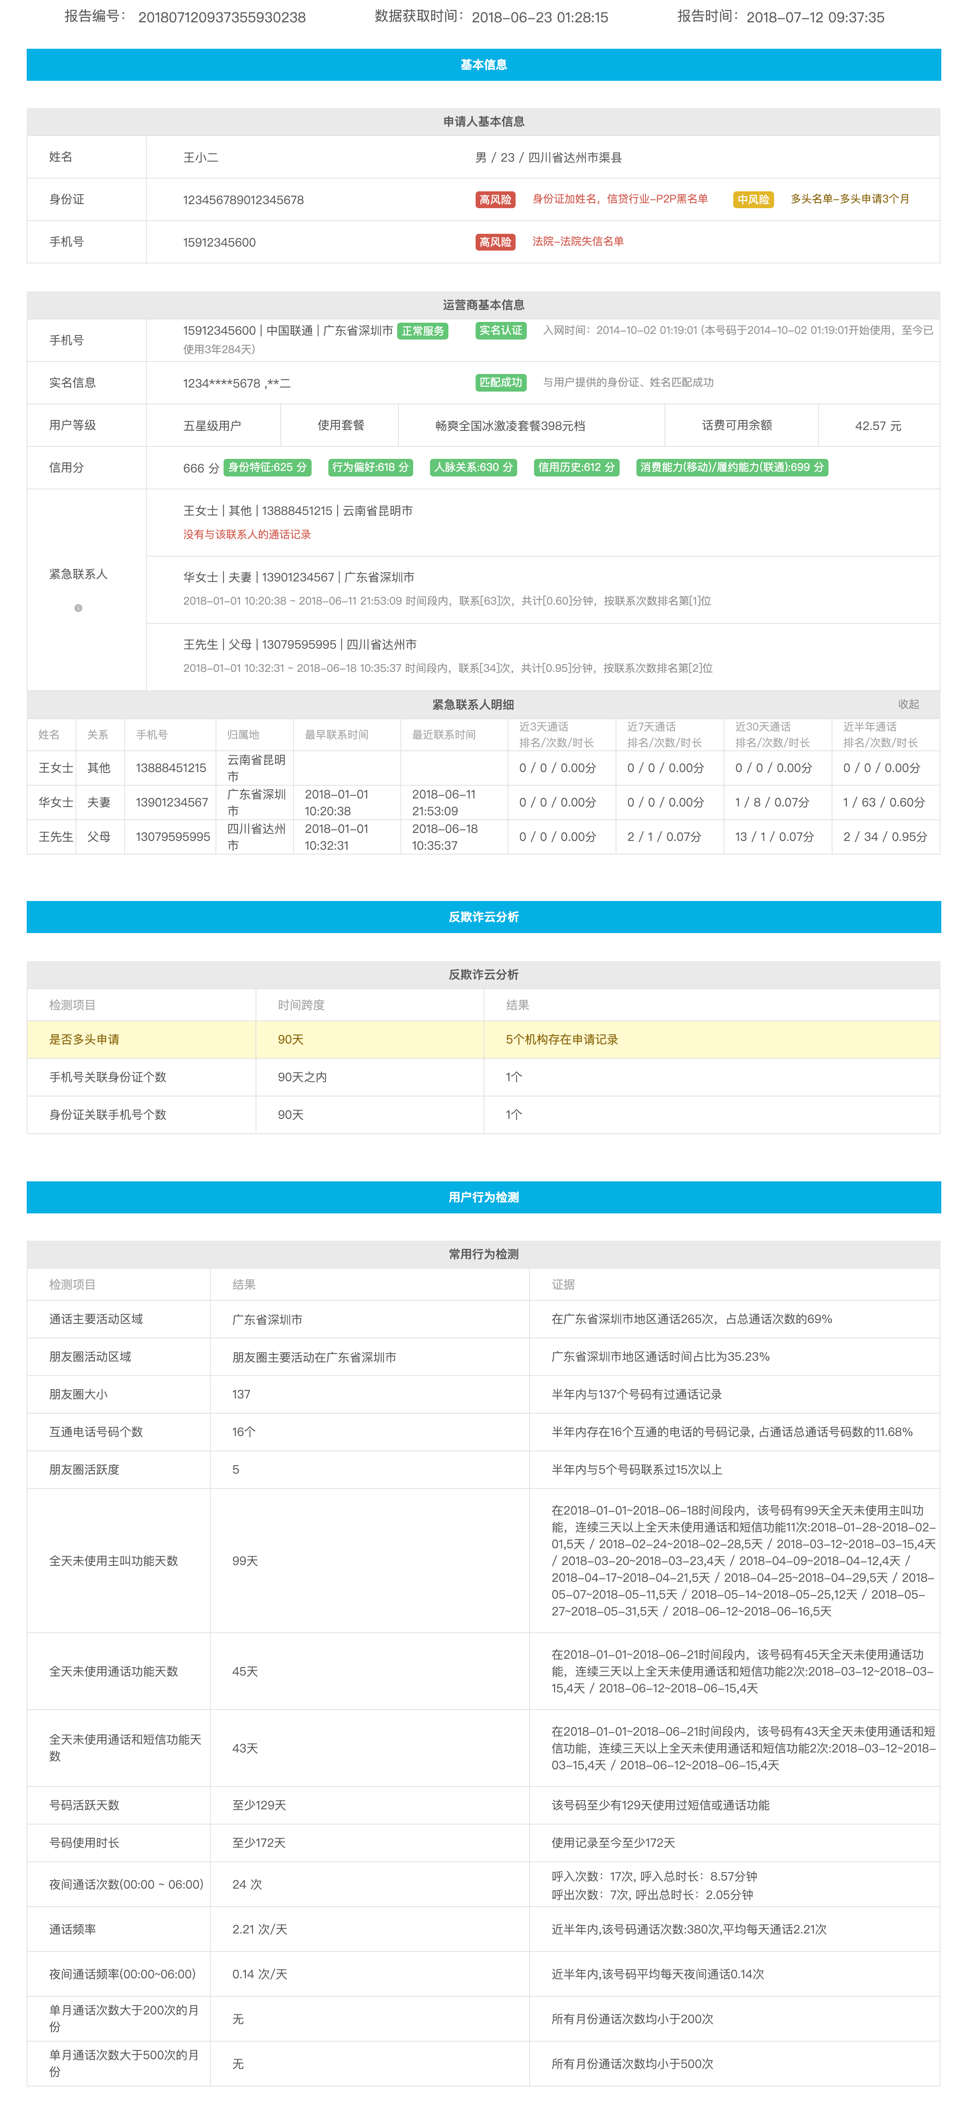 报告编号： 201807120937355930238 数据获取时间：2018-06-23 01:28:15 报告时间：2018-07-12 09:37:35
基本信息
申请人基本信息
姓名 王小二 男 / 23 / 四川省达州市渠县
身份证 123456789012345678 高风险 身份证加姓名，信贷行业-P2P黑名单 中风险 多头名单-多头申请3个月
手机号 15912345600 高风险 法院-法院失信名单
运营商基本信息
手机号 15912345600 | 中国联通 | 广东省深圳市 正常服务 实名认证 入网时间：2014-10-02 01:19:01 (本号码于2014-10-02 01:19:01开始使用，至今已
使用3年284天)
实名信息 1234****5678 ,**二 匹配成功 与用户提供的身份证、姓名匹配成功
用户等级 五星级用户 使用套餐 畅爽全国冰激凌套餐398元档 话费可用余额 42.57 元
信用分 666 分 身份特征:625 分 行为偏好:618 分 人脉关系:630 分 信用历史:612 分 消费能力(移动)/履约能力(联通):699 分
紧急联系人
王女士 | 其他 | 13888451215 | 云南省昆明市
没有与该联系人的通话记录
华女士 | 夫妻 | 13901234567 | 广东省深圳市
2018-01-01 10:20:38 ~ 2018-06-11 21:53:09 时间段内，联系[63]次，共计[0.60]分钟，按联系次数排名第[1]位
王先生 | 父母 | 13079595995 | 四川省达州市
2018-01-01 10:32:31 ~ 2018-06-18 10:35:37 时间段内，联系[34]次，共计[0.95]分钟，按联系次数排名第[2]位
紧急联系人明细 收起
姓名 关系 手机号 归属地 最早联系时间 最近联系时间 近3天通话 近7天通话 近30天通话 近半年通话
排名/次数/时长 排名/次数/时长 排名/次数/时长 排名/次数/时长
王女士 其他 13888451215 云南省昆明 0 / 0 / 0.00分 0 / 0 / 0.00分 0 / 0 / 0.00分 0 / 0 / 0.00分
市
华女士 夫妻 13901234567 广东省深圳 2018-01-01 2018-06-11 0 / 0 / 0.00分 0 / 0 / 0.00分 1 / 8 / 0.07分 1 / 63 / 0.60分
市 10:20:38 21:53:09
王先生 父母 13079595995 四川省达州 2018-01-01 2018-06-18 0 / 0 / 0.00分 2 / 1 / 0.07分 13 / 1 / 0.07分 2 / 34 / 0.95分
市 10:32:31 10:35:37
反欺诈云分析
反欺诈云分析
检测项目 时间跨度 结果
是否多头申请 90天 5个机构存在申请记录
手机号关联身份证个数 90天之内 1个
身份证关联手机号个数 90天 1个
用户行为检测
常用行为检测
检测项目 结果 证据
通话主要活动区域 广东省深圳市 在广东省深圳市地区通话265次，占总通话次数的69%
朋友圈活动区域 朋友圈主要活动在广东省深圳市 广东省深圳市地区通话时间占比为35.23%
朋友圈大小 137 半年内与137个号码有过通话记录
互通电话号码个数 16个 半年内存在16个互通的电话的号码记录, 占通话总通话号码数的11.68%
朋友圈活跃度 5 半年内与5个号码联系过15次以上
全天未使用主叫功能天数 99天
在2018-01-01~2018-06-18时间段内，该号码有99天全天未使用主叫功
能，连续三天以上全天未使用通话和短信功能11次:2018-01-28~2018-02-
01,5天 / 2018-02-24~2018-02-28,5天 / 2018-03-12~2018-03-15,4天
/ 2018-03-20~2018-03-23,4天 / 2018-04-09~2018-04-12,4天 /
2018-04-17~2018-04-21,5天 / 2018-04-25~2018-04-29,5天 / 2018-
05-07~2018-05-11,5天 / 2018-05-14~2018-05-25,12天 / 2018-05-
27~2018-05-31,5天 / 2018-06-12~2018-06-16,5天
全天未使用通话功能天数 45天
在2018-01-01~2018-06-21时间段内，该号码有45天全天未使用通话功
能，连续三天以上全天未使用通话和短信功能2次:2018-03-12~2018-03-
15,4天 / 2018-06-12~2018-06-15,4天
全天未使用通话和短信功能天
数
43天
在2018-01-01~2018-06-21时间段内，该号码有43天全天未使用通话和短
信功能，连续三天以上全天未使用通话和短信功能2次:2018-03-12~2018-
03-15,4天 / 2018-06-12~2018-06-15,4天
号码活跃天数 至少129天 该号码至少有129天使用过短信或通话功能
号码使用时长 至少172天 使用记录至今至少172天
夜间通话次数(00:00 ~ 06:00) 24 次
呼入次数：17次, 呼入总时长：8.57分钟
呼出次数：7次, 呼出总时长：2.05分钟
通话频率 2.21 次/天 近半年内,该号码通话次数:380次,平均每天通话2.21次
夜间通话频率(00:00~06:00) 0.14 次/天 近半年内,该号码平均每天夜间通话0.14次
单月通话次数大于200次的月
份
无 所有月份通话次数均小于200次
单月通话次数大于500次的月
份
无 所有月份通话次数均小于500次